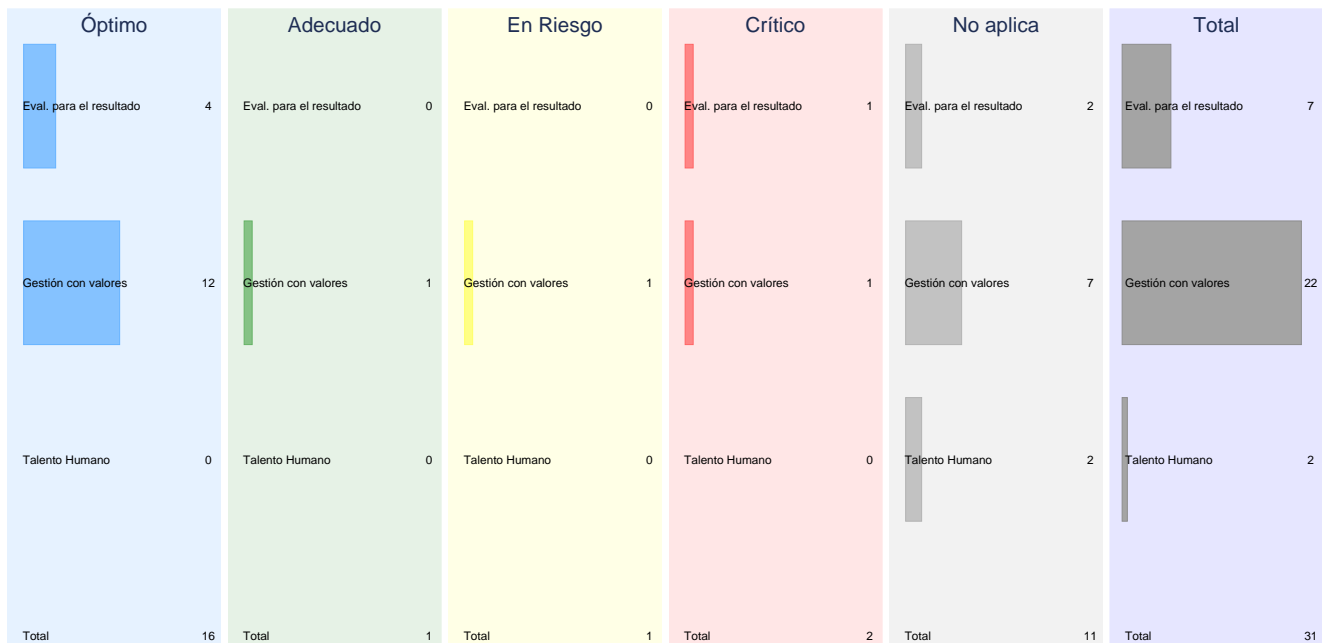 Óptimo Adecuado En Riesgo Crítico No aplica Total
Eval. para el resultado 4 Eval. para el resultado 0 Eval. para el resultado 0 Eval. para el resultado 1 Eval. para el resultado 2 Eval. para el resultado 7
Gestión con valores 12 Gestión con valores 1 Gestión con valores 1 Gestión con valores 1 Gestión con valores 7 Gestión con valores 22
Talento Humano 0 Talento Humano 0 Talento Humano 0 Talento Humano 0 Talento Humano 2 Talento Humano 2
Total 16 Total 1 Total 1 Total 2 Total 11 Total 31